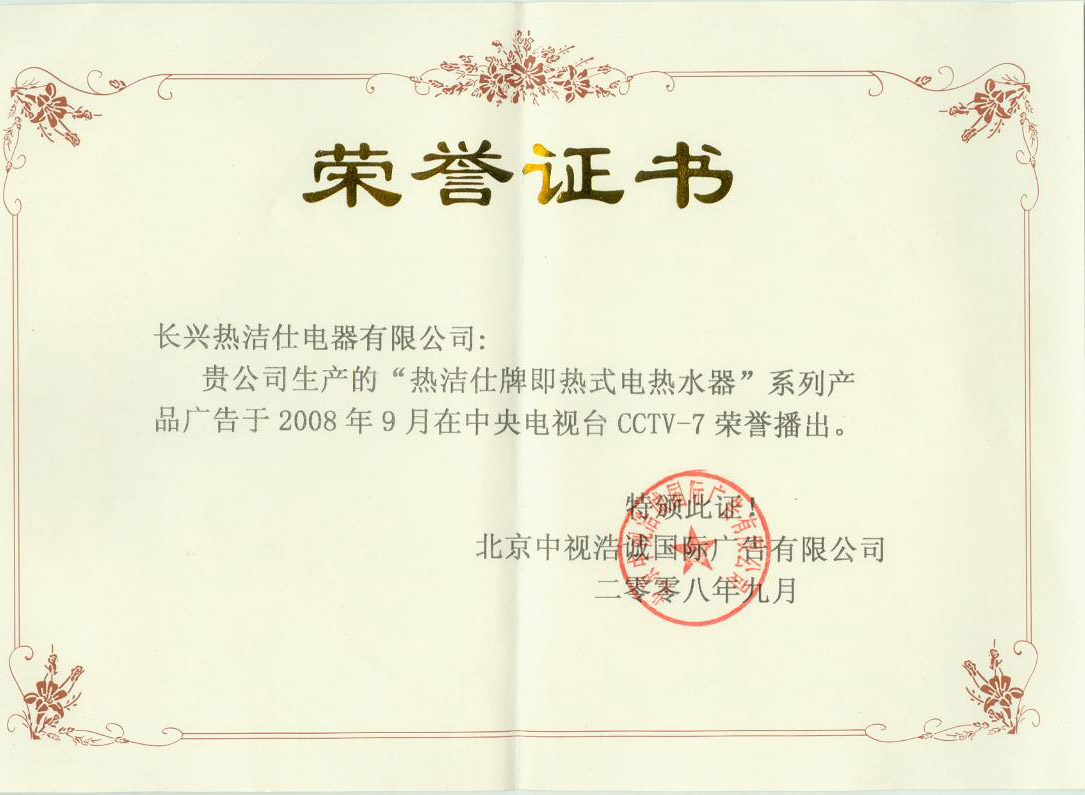 荣誉证书
长兴热洁仕电器有限公司:
贵公司生产的“热洁仕牌即热式电热水器”系列产
品广告于 2008 年 9 月在中央电视台 CCTV-7 荣誉播出。
特颁此证!
北京中视浩诚国际广告有限公司
二零零八年九月
北京中视浩诚国际广告有限公司